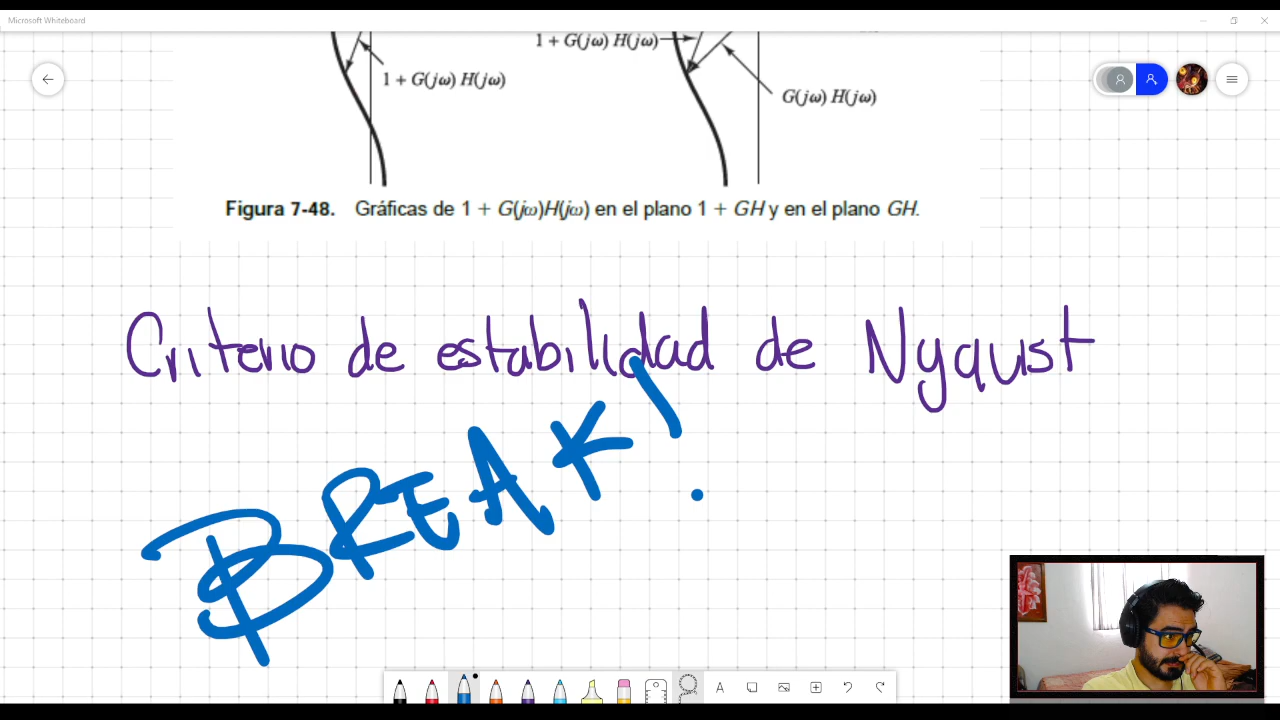 Microsoft Whiteboard
1 + G(jω) H(jω)
1 + G(jω) H(jω)
G(jω) H(jω)
Figura 7-48. Gráficas de 1 + G(jω)H(jω) en el plano 1 + GH y en el plano GH.
Criterio de estabilidad de Nyquist
BREAK!
A